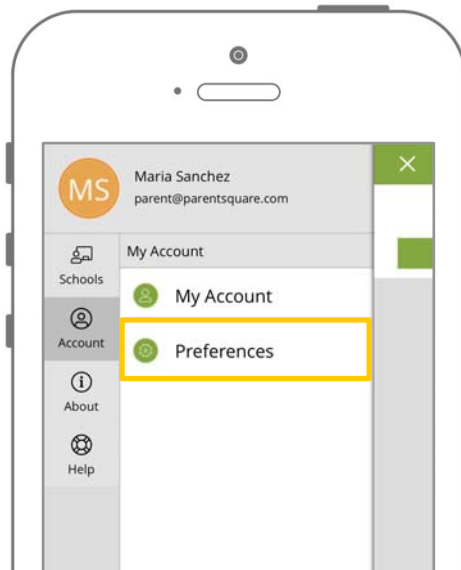 MS
Maria Sanchez
parent@parentsquare.com
Schools
Account
About
Help
My Account
My Account
Preferences